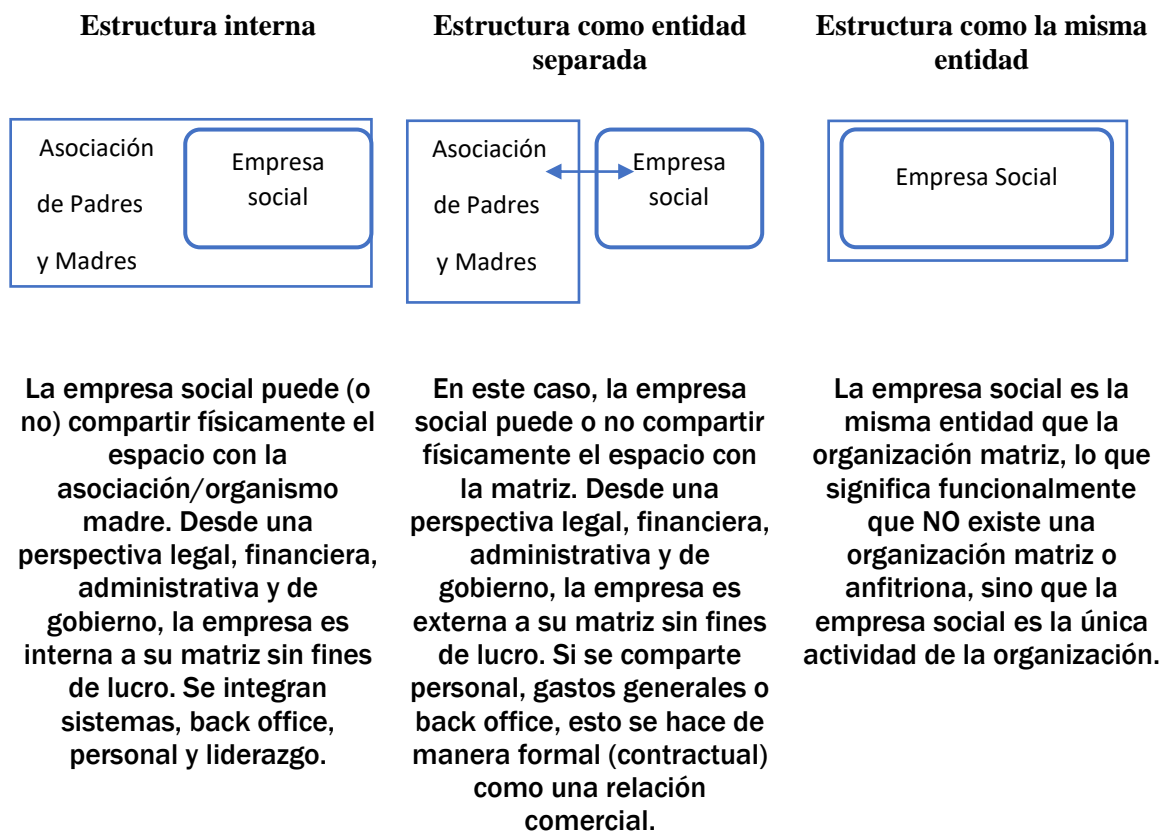 Estructura interna
Asociación
de Padres
y Madres
Empresa
social
La empresa social puede (o
no) compartir físicamente el
espacio con la
asociación/organismo
madre. Desde una
perspectiva legal, financiera,
administrativa y de
gobierno, la empresa es
interna a su matriz sin fines
de lucro. Se integran
sistemas, back office,
personal y liderazgo.
Estructura como entidad
separada
Asociación
de Padres
y Madres
Empresa
social
En este caso, la empresa
social puede o no compartir
físicamente el espacio con
la matriz. Desde una
perspectiva legal, financiera,
administrativa y de
gobierno, la empresa es
externa a su matriz sin fines
de lucro. Si se comparte
personal, gastos generales o
back office, esto se hace de
manera formal (contractual)
como una relación
comercial.
Estructura como la misma
entidad
Empresa Social
La empresa social es la
misma entidad que la
organización matriz, lo que
significa funcionalmente
que NO existe una
organización matriz o
anfitriona, sino que la
empresa social es la única
actividad de la organización.